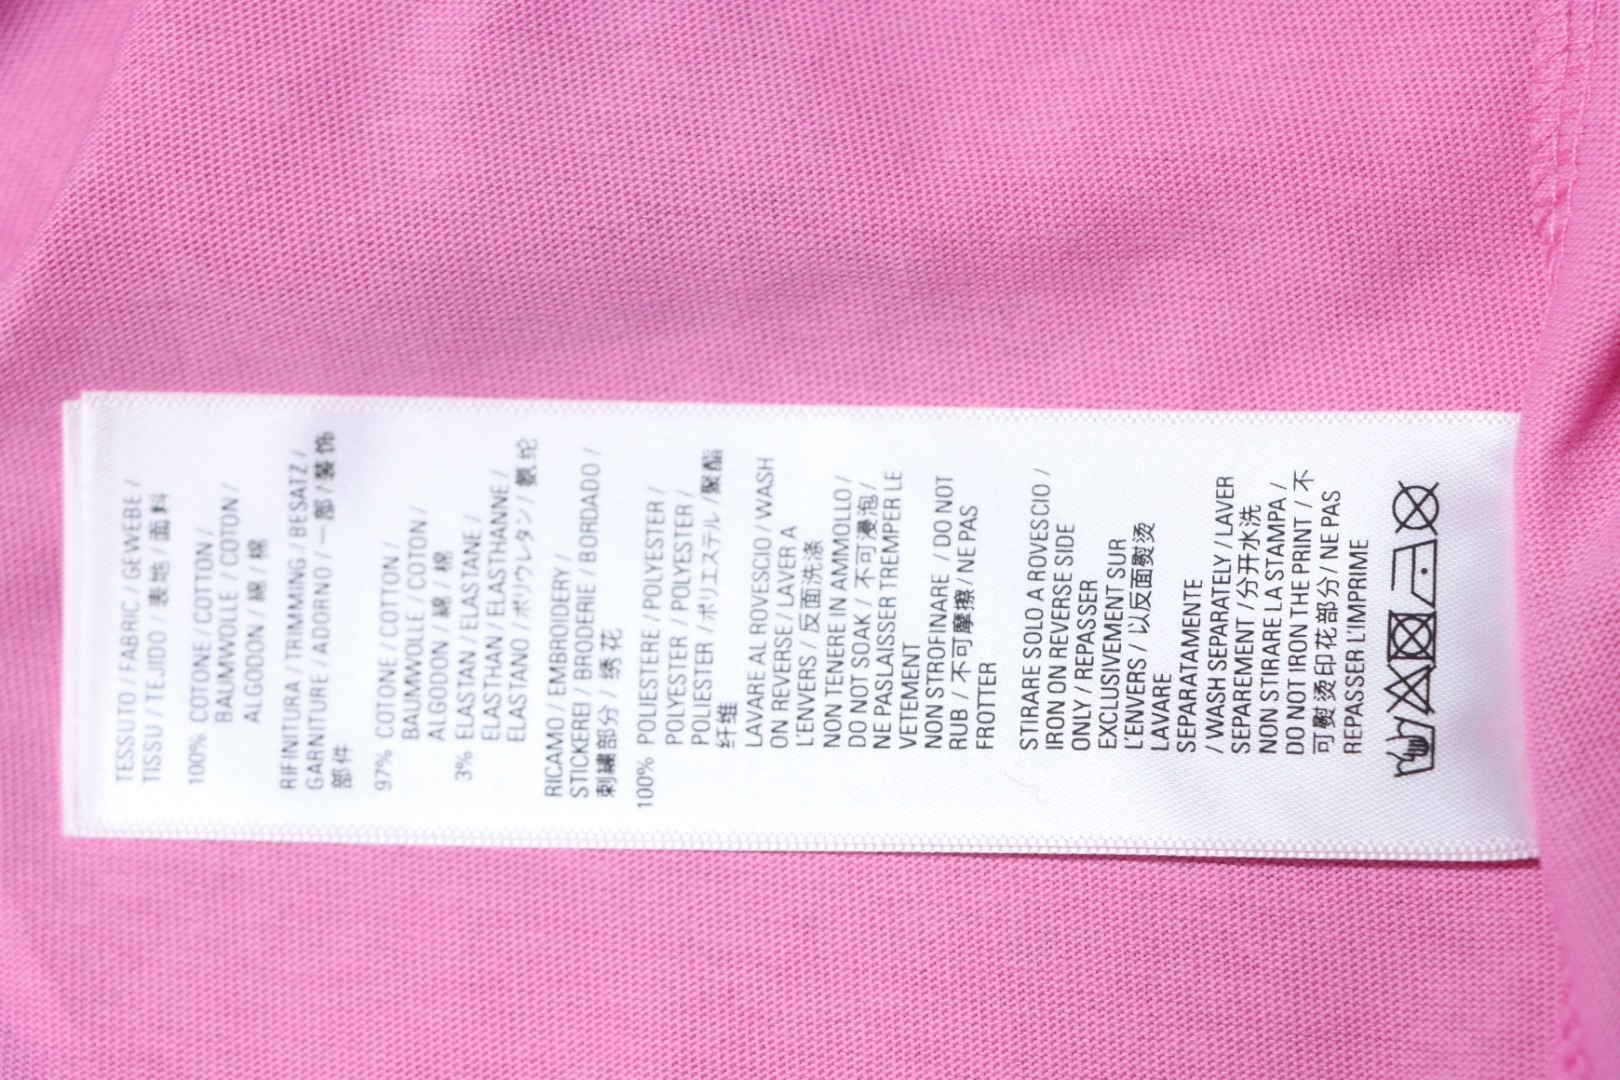 TESSUTO / FABRIC / GEWEBE /
TISSU / TEJIDO / 表地 / 面料
100% COTONE / COTTON /
BAUMWOLLE / COTON /
ALGODON / 綿 / 棉
RIFINITURA / TRIMMING / BESATZ /
GARNITURE / ADORNO / 一部 / 装饰
部件
97% COTONE / COTTON /
BAUMWOLLE / COTON /
ALGODON / 綿 / 棉
3% ELASTAN / ELASTANE /
ELASTHAN / ELASTHANNE /
ELASTANO / ポリウレタン / 氨纶
RICAMO / EMBROIDERY /
STICKEREI / BRODERIE / BORDADO /
刺繍部分 / 绣花
100% POLIESTERE / POLYESTER /
POLYESTER / POLYESTER /
POLIESTER / ポリエステル / 聚酯
纤维
LAVARE AL ROVESCIO / WASH
ON REVERSE / LAVER A
L'ENVERS / 反面洗涤
NON TENERE IN AMMOLLO /
DO NOT SOAK / 不可浸泡 /
NE PAS LAISSER TREMPER LE
VETEMENT
NON STROFINARE / DO NOT
RUB / 不可摩擦 / NE PAS
FROTTER
STIRARE SOLO A ROVESCIO /
IRON ON REVERSE SIDE
ONLY / REPASSER
EXCLUSIVEMENT SUR
L'ENVERS / 以反面熨烫
LAVARE
SEPARATAMENTE
/ WASH SEPARATELY / LAVER
SEPAREMENT / 分开水洗
NON STIRARE LA STAMPA /
DO NOT IRON THE PRINT / 不
可熨烫印花部分 / NE PAS
REPASSER L'IMPRIME